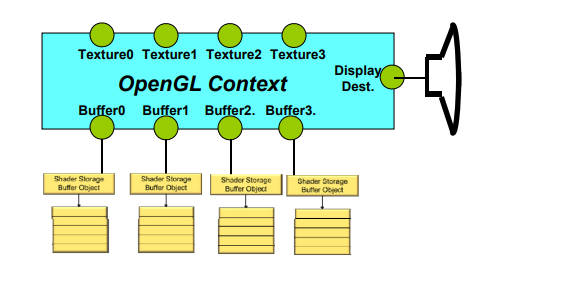 Texture0 Texture1 Texture2 Texture3
OpenGL Context
Display
Dest.
Buffer0 Buffer1 Buffer2. Buffer3.
Shader Storage
Buffer Object
Shader Storage
Buffer Object
Shader Storage
Buffer Object
Shader Storage
Buffer Object